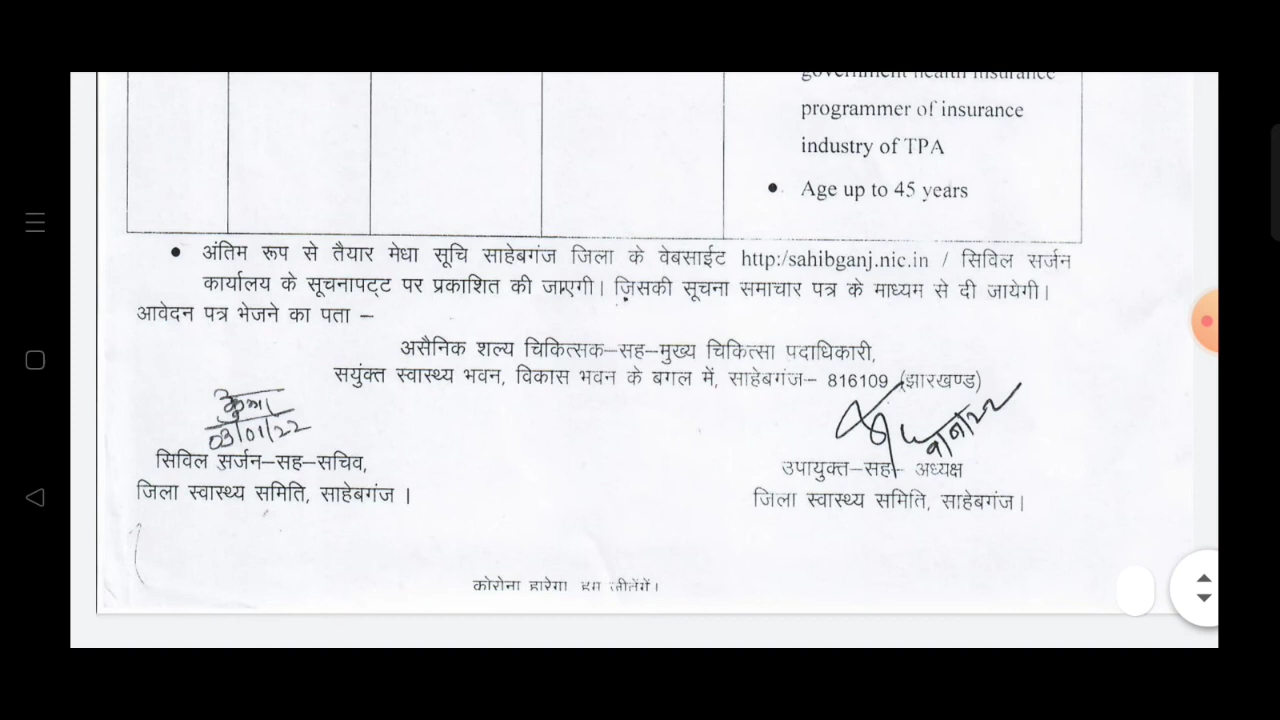 government health insurance
programmer of insurance
industry of TPA
• Age up to 45 years
• अंतिम रूप से तैयार मेधा सूचि साहेबगंज जिला के वेबसाईट http:/sahibganj.nic.in / सिविल सर्जन
कार्यालय के सूचनापट्ट पर प्रकाशित की जाएगी। जिसकी सूचना समाचार पत्र के माध्यम से दी जायेगी।
आवेदन पत्र भेजने का पता –
असैनिक शल्य चिकित्सक–सह–मुख्य चिकित्सा पदाधिकारी,
सयुंक्त स्वास्थ्य भवन, विकास भवन के बगल में, साहेबगंज– 816109 (झारखण्ड)
03/01/22
सिविल सर्जन–सह–सचिव,
जिला स्वास्थ्य समिति, साहेबगंज।
उपायुक्त–सह– अध्यक्ष
जिला स्वास्थ्य समिति, साहेबगंज।
कोरोना हारेगा हम जीतेंगें।